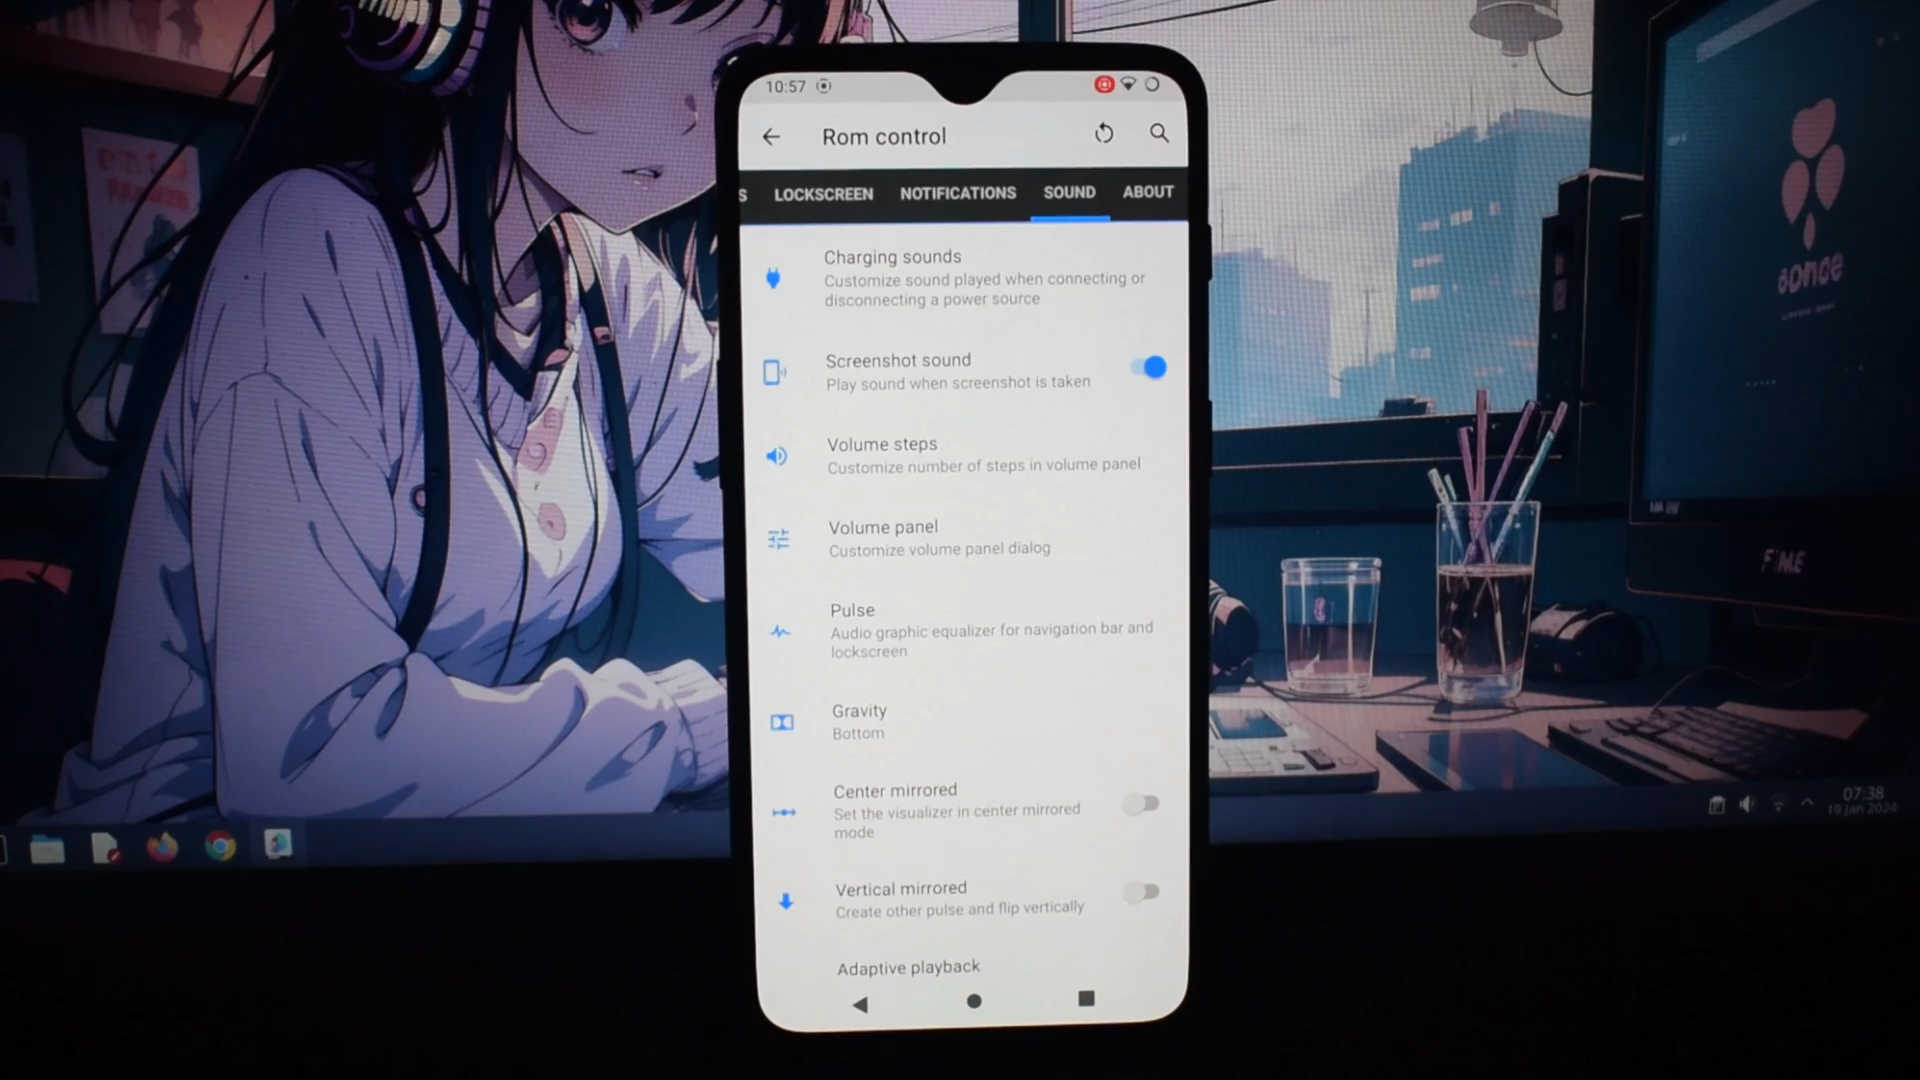 10:57
Rom control
S LOCKSCREEN NOTIFICATIONS SOUND ABOUT
Charging sounds
Customize sound played when connecting or
disconnecting a power source
Screenshot sound
Play sound when screenshot is taken
Volume steps
Customize number of steps in volume panel
Volume panel
Customize volume panel dialog
Pulse
Audio graphic equalizer for navigation bar and
lockscreen
Gravity
Bottom
Center mirrored
Set the visualizer in center mirrored
mode
Vertical mirrored
Create other pulse and flip vertically
Adaptive playback
07:38
19 Jan 2024